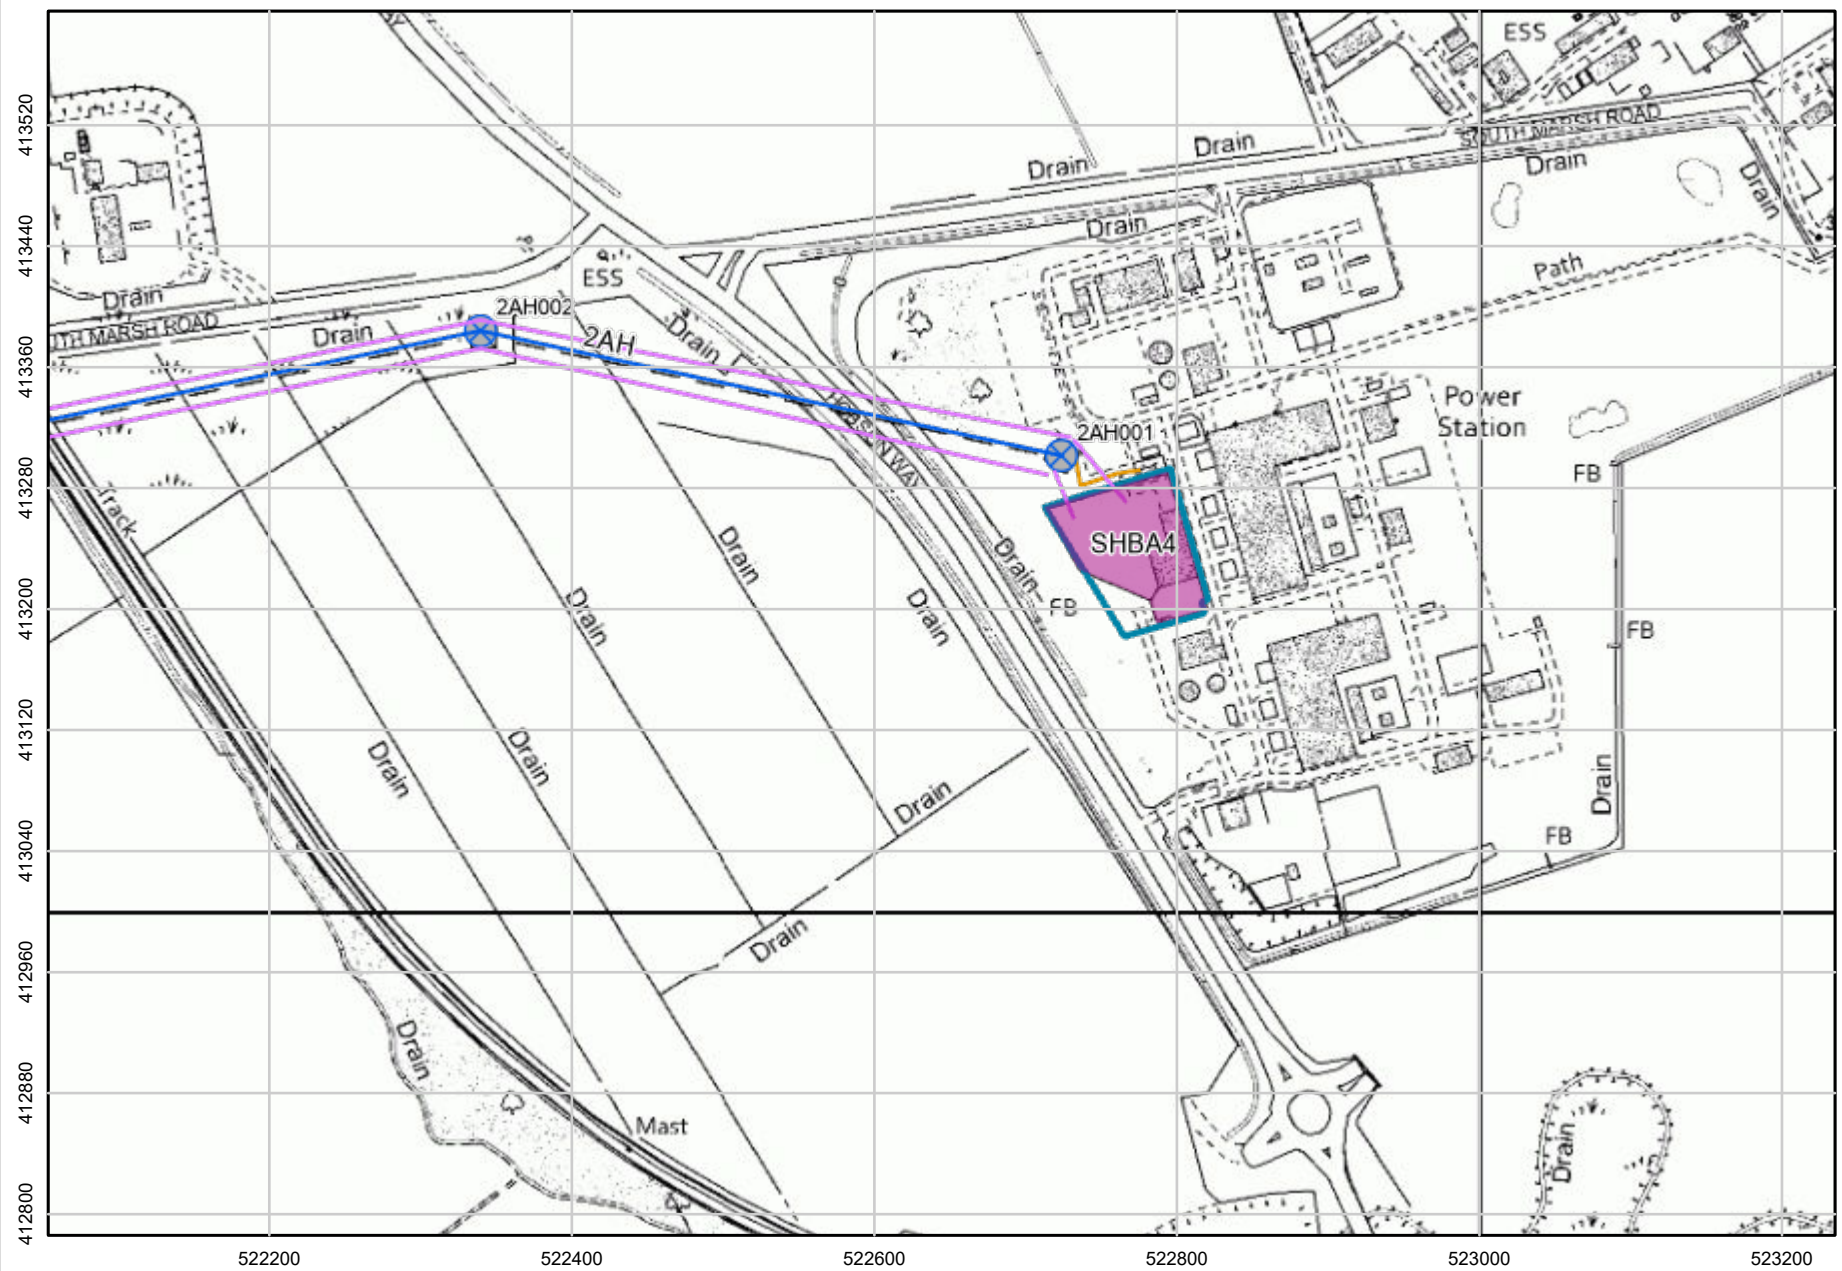 ESS
413520
SOUTH MARSH ROAD
Drain
Drain
Drain
Drain
Drain
413440
Path
ESS
Drain
2AH002
UTH MARSH ROAD
Drain
2AH
Drain
413360
Power
Station
2AH001
FB
413280
Track
Drain
SHBA4
Drain
Drain
Drain
FB
FB
413200
413120
Drain
Drain
Drain
Drain
FB
413040
Drain
412960
Drain
412880
Mast
Drain
412800
522200
522400
522600
522800
523000
523200